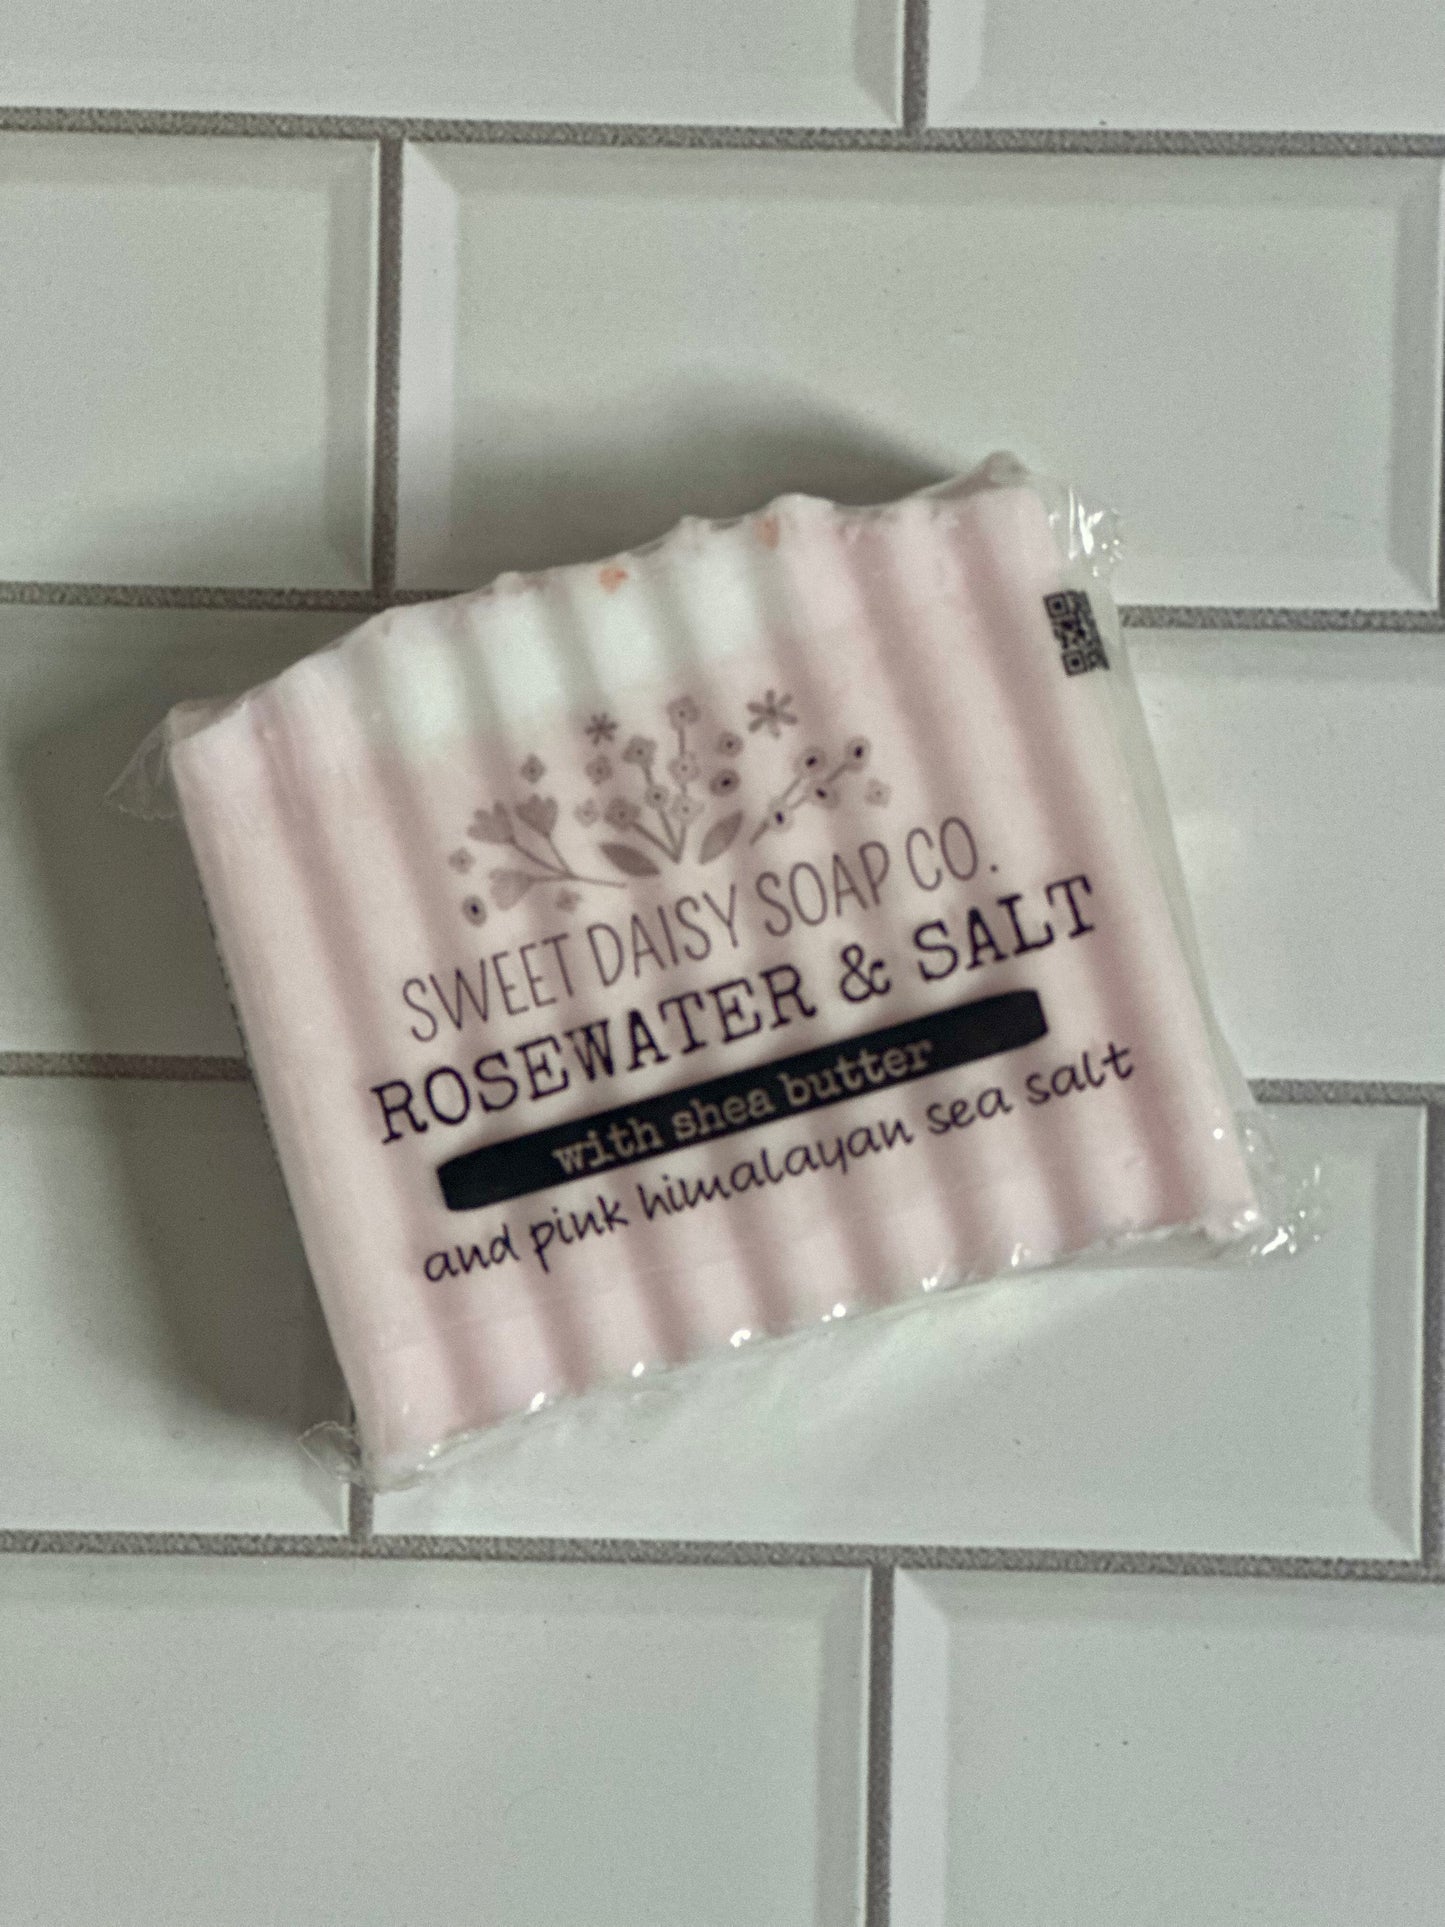 SWEET DAISY SOAP CO.
ROSEWATER & SALT
with shea butter
and pink himalayan sea salt